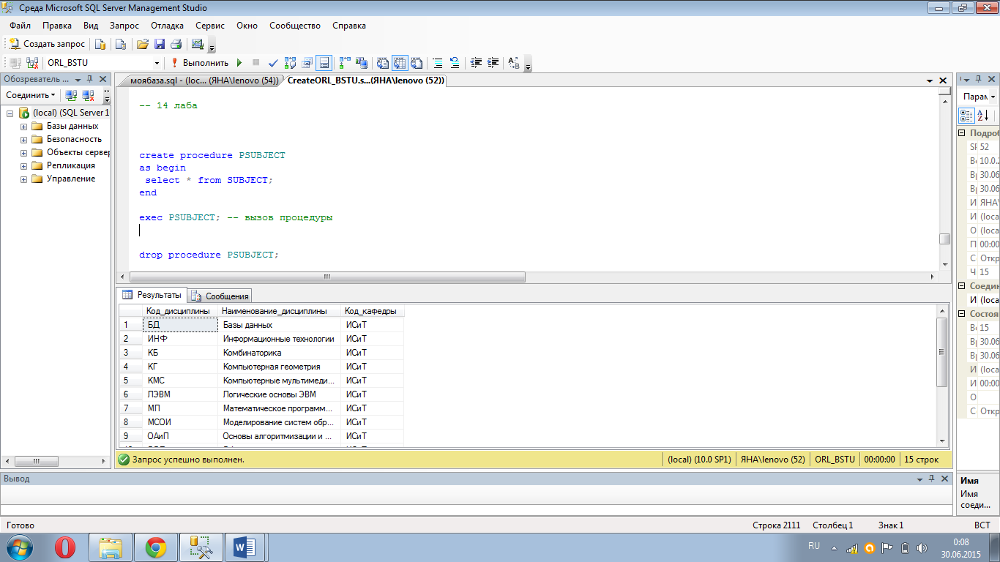 Среда Microsoft SQL Server Management Studio
Файл Правка Вид Запрос Отладка Сервис Окно Сообщество Справка
Создать запрос
ORL_BSTU Выполнить
Обозреватель ...
Соединить
(local) (SQL Server 1
Базы данных
Безопасность
Объекты сервер
Репликация
Управление
моябаза.sql - (loc... (ЯНА\lenovo (54)) CreateORL_BSTU.s...(ЯНА\lenovo (52))
-- 14 лаба
create procedure PSUBJECT
as begin
select * from SUBJECT;
end
exec PSUBJECT; -- вызов процедуры
drop procedure PSUBJECT;
Результаты Сообщения
Код_дисциплины Наименование_дисциплины Код_кафедры
1 БД Базы данных ИСиТ
2 ИНФ Информационные технологии ИСиТ
3 КБ Комбинаторика ИСиТ
4 КГ Компьютерная геометрия ИСиТ
5 КМС Компьютерные мультимеди... ИСиТ
6 ЛЭВМ Логические основы ЭВМ ИСиТ
7 МП Математическое программ... ИСиТ
8 МСОИ Моделирование систем обр... ИСиТ
9 ОАиП Основы алгоритмизации и ... ИСиТ
Запрос успешно выполнен. (local) (10.0 SP1) ЯНА\lenovo (52) ORL_BSTU 00:00:00 15 строк
Вывод
Парам
Подроб
SF 52
Ве 10.0.2
Вр 30.06
Вр 30.06
И ЯНА\
И (loca
О (loca
П 00:00
С Откр
Ч 15
Соедин
И (loca
Состоя
Ве 15
Вр 30.06
Вр 30.06
И (loca
И 00:00
О
С Откр
Имя
Имя
соеди...
Готово Строка 2111 Столбец 1 Знак 1 ВСТ
RU 0:08
30.06.2015